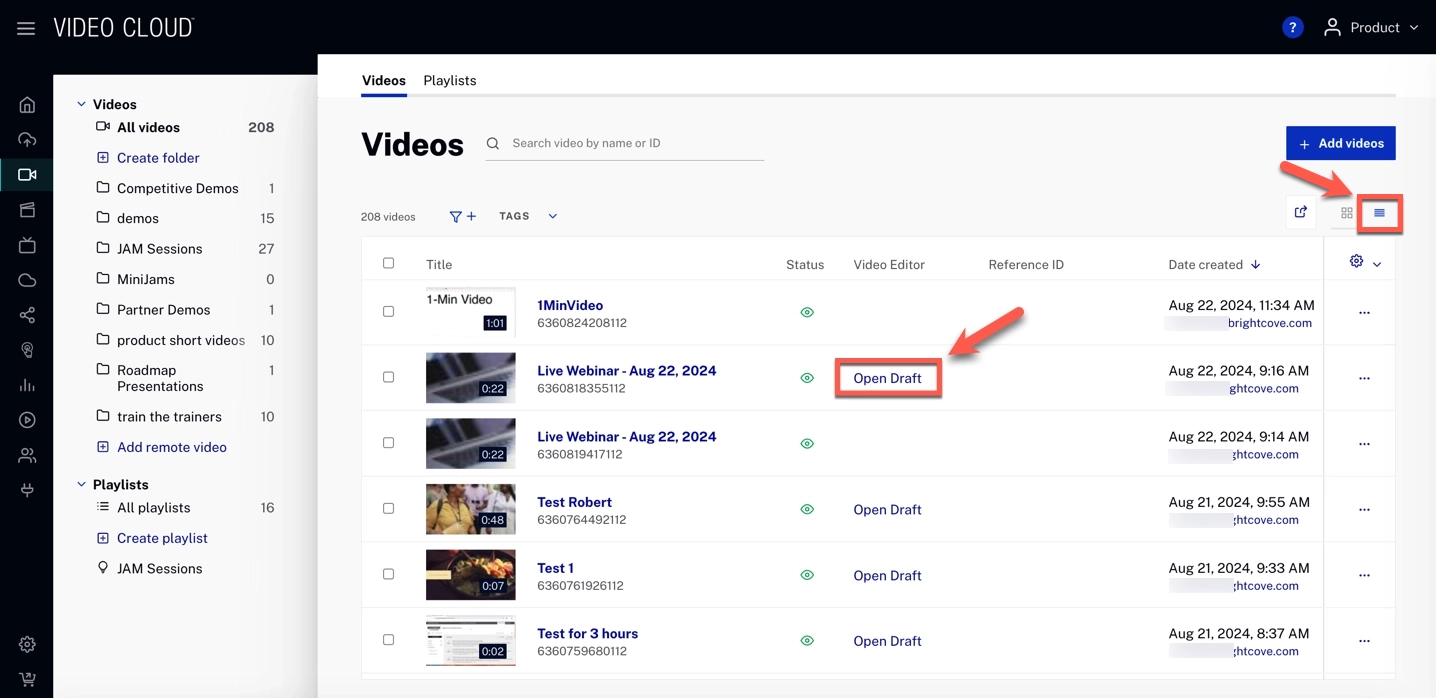 VIDEO CLOUD
?
Product
Videos
All videos 208
Create folder
Competitive Demos 1
demos 15
JAM Sessions 27
MiniJams 0
Partner Demos 1
product short videos 10
Roadmap 1
Presentations
train the trainers 10
Add remote video
Playlists
All playlists 16
Create playlist
JAM Sessions
Videos Playlists
Videos
Search video by name or ID
+ Add videos
208 videos
TAGS
Title Status Video Editor Reference ID Date created
1-Min Video
1:01
1MinVideo
6360824208112
Aug 22, 2024, 11:34 AM
brightcove.com
0:22
Live Webinar - Aug 22, 2024
6360818355112
Open Draft
Aug 22, 2024, 9:16 AM
ghtcove.com
0:22
Live Webinar - Aug 22, 2024
6360819417112
Aug 22, 2024, 9:14 AM
ghtcove.com
0:48
Test Robert
6360764492112
Open Draft
Aug 21, 2024, 9:55 AM
ghtcove.com
0:07
Test 1
6360761926112
Open Draft
Aug 21, 2024, 9:33 AM
ghtcove.com
0:02
Test for 3 hours
6360759680112
Open Draft
Aug 21, 2024, 8:37 AM
ghtcove.com